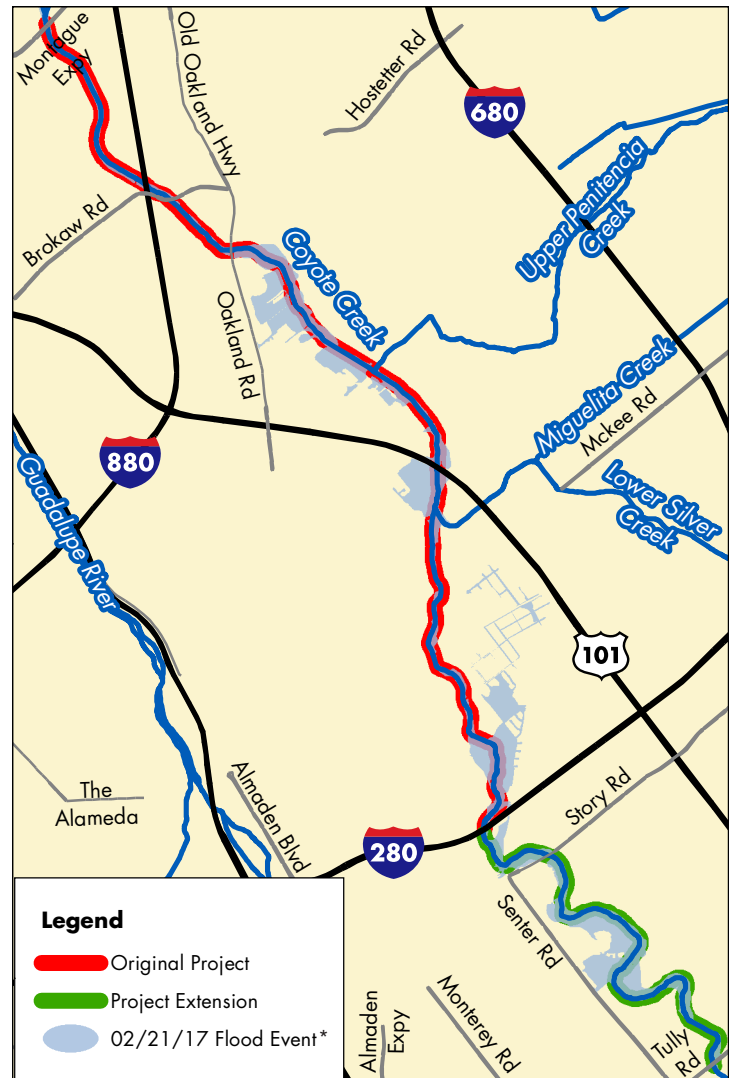 Montague
Expy
Old Oakland Hwy
Hostetter Rd
680
Upper Penitencia
Creek
Brokaw Rd
Coyote Creek
Oakland Rd
Miguelita Creek
Mckee Rd
880
Lower Silver
Creek
Guadalupe River
101
The
Alameda
Almaden Blvd
Story Rd
280
Senter Rd
Legend
Original Project
Project Extension
02/21/17 Flood Event*
Almaden
Expy
Monterey Rd
Tully
Rd